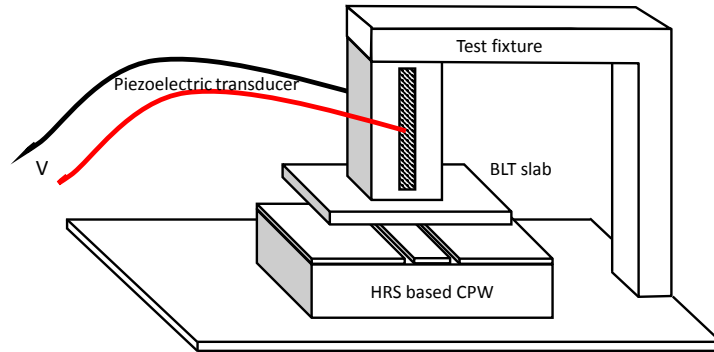 Test fixture
Piezoelectric transducer
V
BLT slab
HRS based CPW